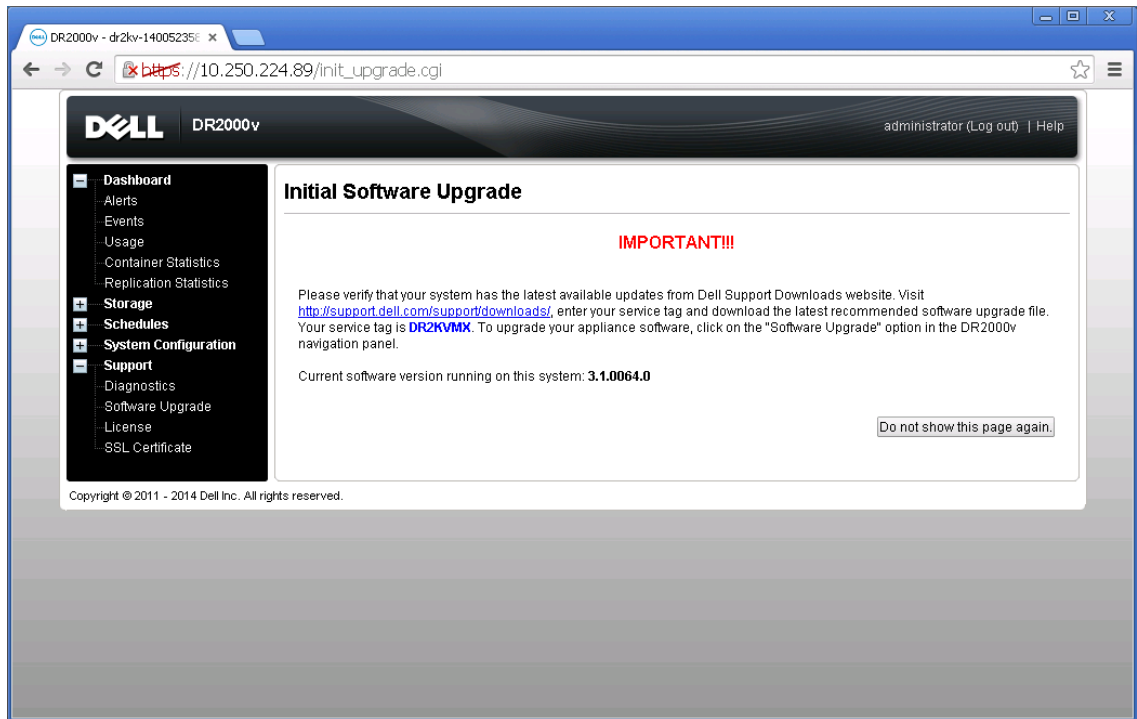 DR2000v - dr2kv-14005235
https://10.250.224.89/init_upgrade.cgi
DELL DR2000v
administrator (Log out) | Help
Dashboard
Alerts
Events
Usage
Container Statistics
Replication Statistics
Storage
Schedules
System Configuration
Support
Diagnostics
Software Upgrade
License
SSL Certificate
Initial Software Upgrade
IMPORTANT!!!
Please verify that your system has the latest available updates from Dell Support Downloads website. Visit
http://support.dell.com/support/downloads/, enter your service tag and download the latest recommended software upgrade file.
Your service tag is DR2KVMX. To upgrade your appliance software, click on the "Software Upgrade" option in the DR2000v
navigation panel.
Current software version running on this system: 3.1.0064.0
Do not show this page again.
Copyright © 2011 - 2014 Dell Inc. All rights reserved.